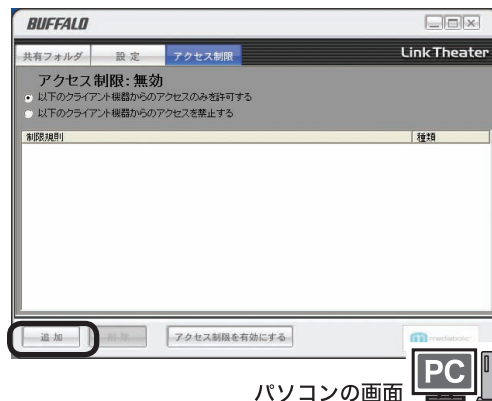 BUFFALO
共有フォルダ 設定 アクセス制限 LinkTheater
アクセス制限:無効
以下のクライアント機器からのアクセスのみを許可する
以下のクライアント機器からのアクセスを禁止する
制限規則 種類
追加 削除 アクセス制限を有効にする mediabolic
パソコンの画面 PC